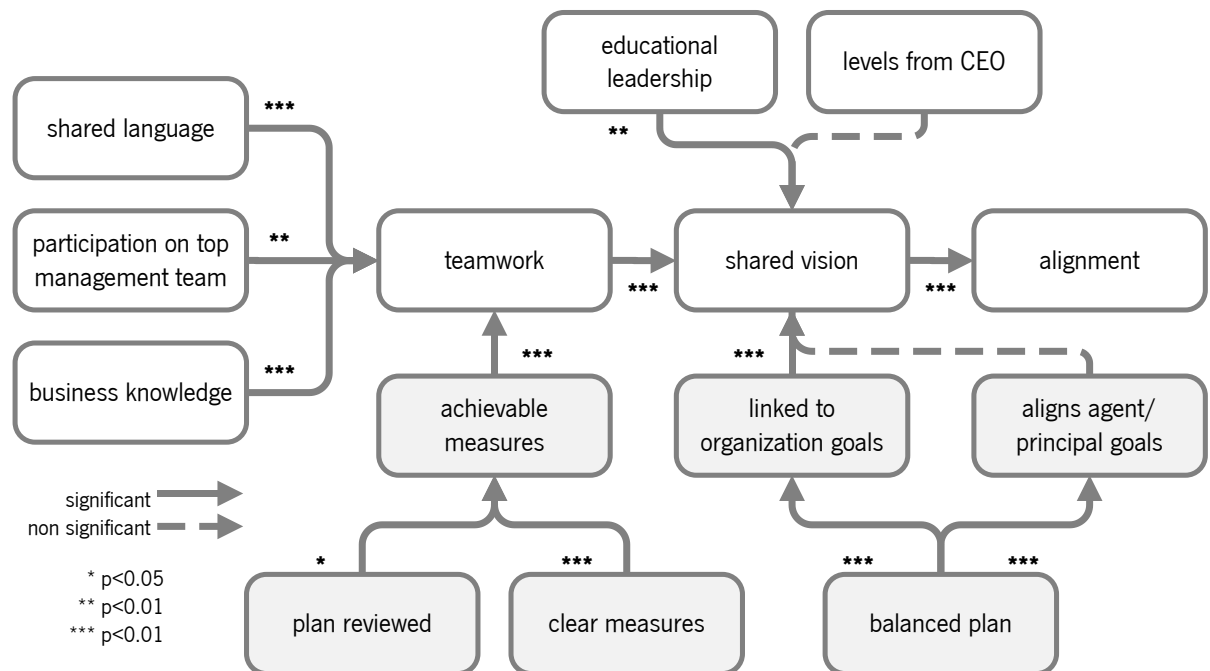 educational
leadership
levels from CEO
***
shared language
**
**
participation on top
management team
teamwork
shared vision
alignment
***
***
***
business knowledge
***
***
achievable
measures
linked to
organization goals
aligns agent/
principal goals
significant
non significant
* p<0.05
** p<0.01
*** p<0.01
*
***
***
***
plan reviewed
clear measures
balanced plan